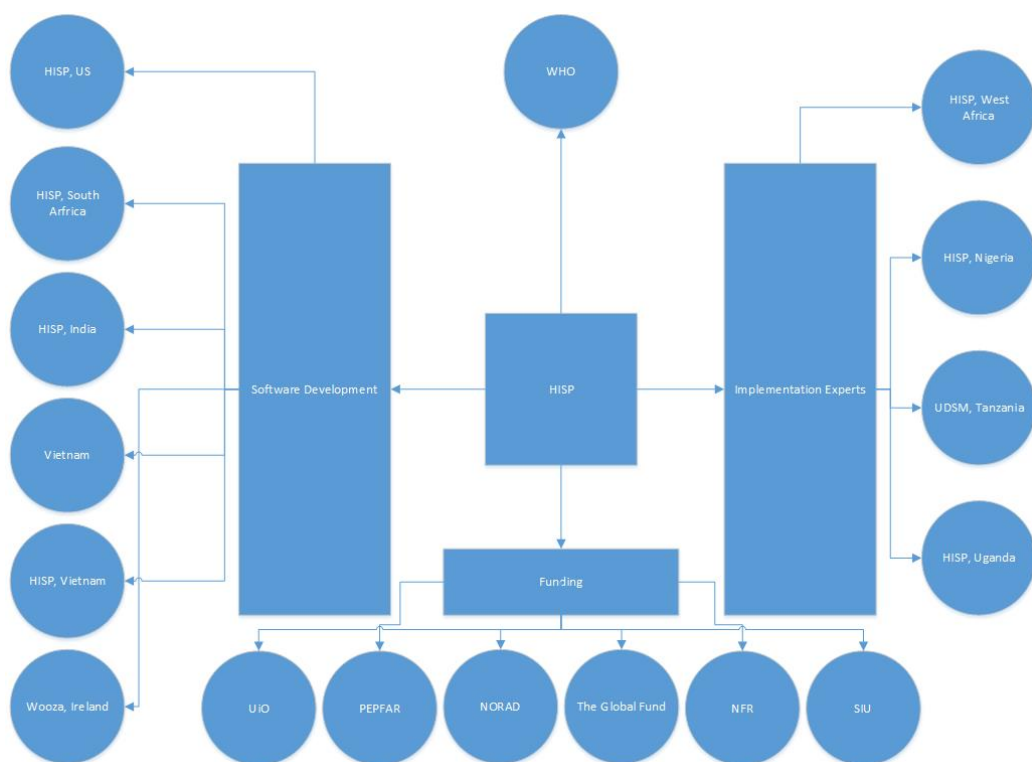 HISP, US
WHO
HISP, West
Africa
HISP, South
Arfrica
HISP, Nigeria
HISP, India
Software Development
HISP
Implementation Experts
UDSM, Tanzania
Vietnam
HISP, Vietnam
Funding
HISP, Uganda
Wooza, Ireland
UiO
PEPFAR
NORAD
The Global Fund
NFR
SIU